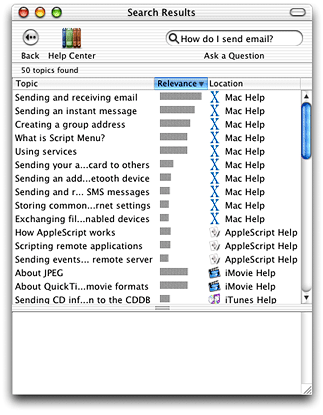 Search Results
How do I send email?
Back Help Center Ask a Question
50 topics found
Topic Relevance Location
Sending and receiving email Mac Help
Sending an instant message Mac Help
Creating a group address Mac Help
What is Script Menu? Mac Help
Using services Mac Help
Sending your a...card to others Mac Help
Sending an add...etooth device Mac Help
Sending and r... SMS messages Mac Help
Storing common...rnet settings Mac Help
Exchanging fil...nabled devices Mac Help
How AppleScript works AppleScript Help
Scripting remote applications AppleScript Help
Sending events... remote server AppleScript Help
About JPEG iMovie Help
About QuickTi...movie formats iMovie Help
Sending CD inf...n to the CDDB iTunes Help